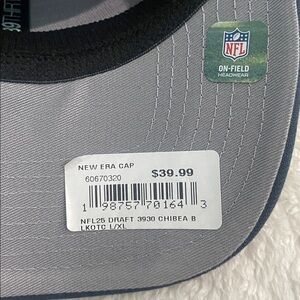 39THIRTY
NFL
ON-FIELD
HEADWEAR
NEW ERA CAP
60670320
$39.99
1 98757 70164 3
NFL25 DRAFT 3930 CHIBEA B
LKOTC L/XL